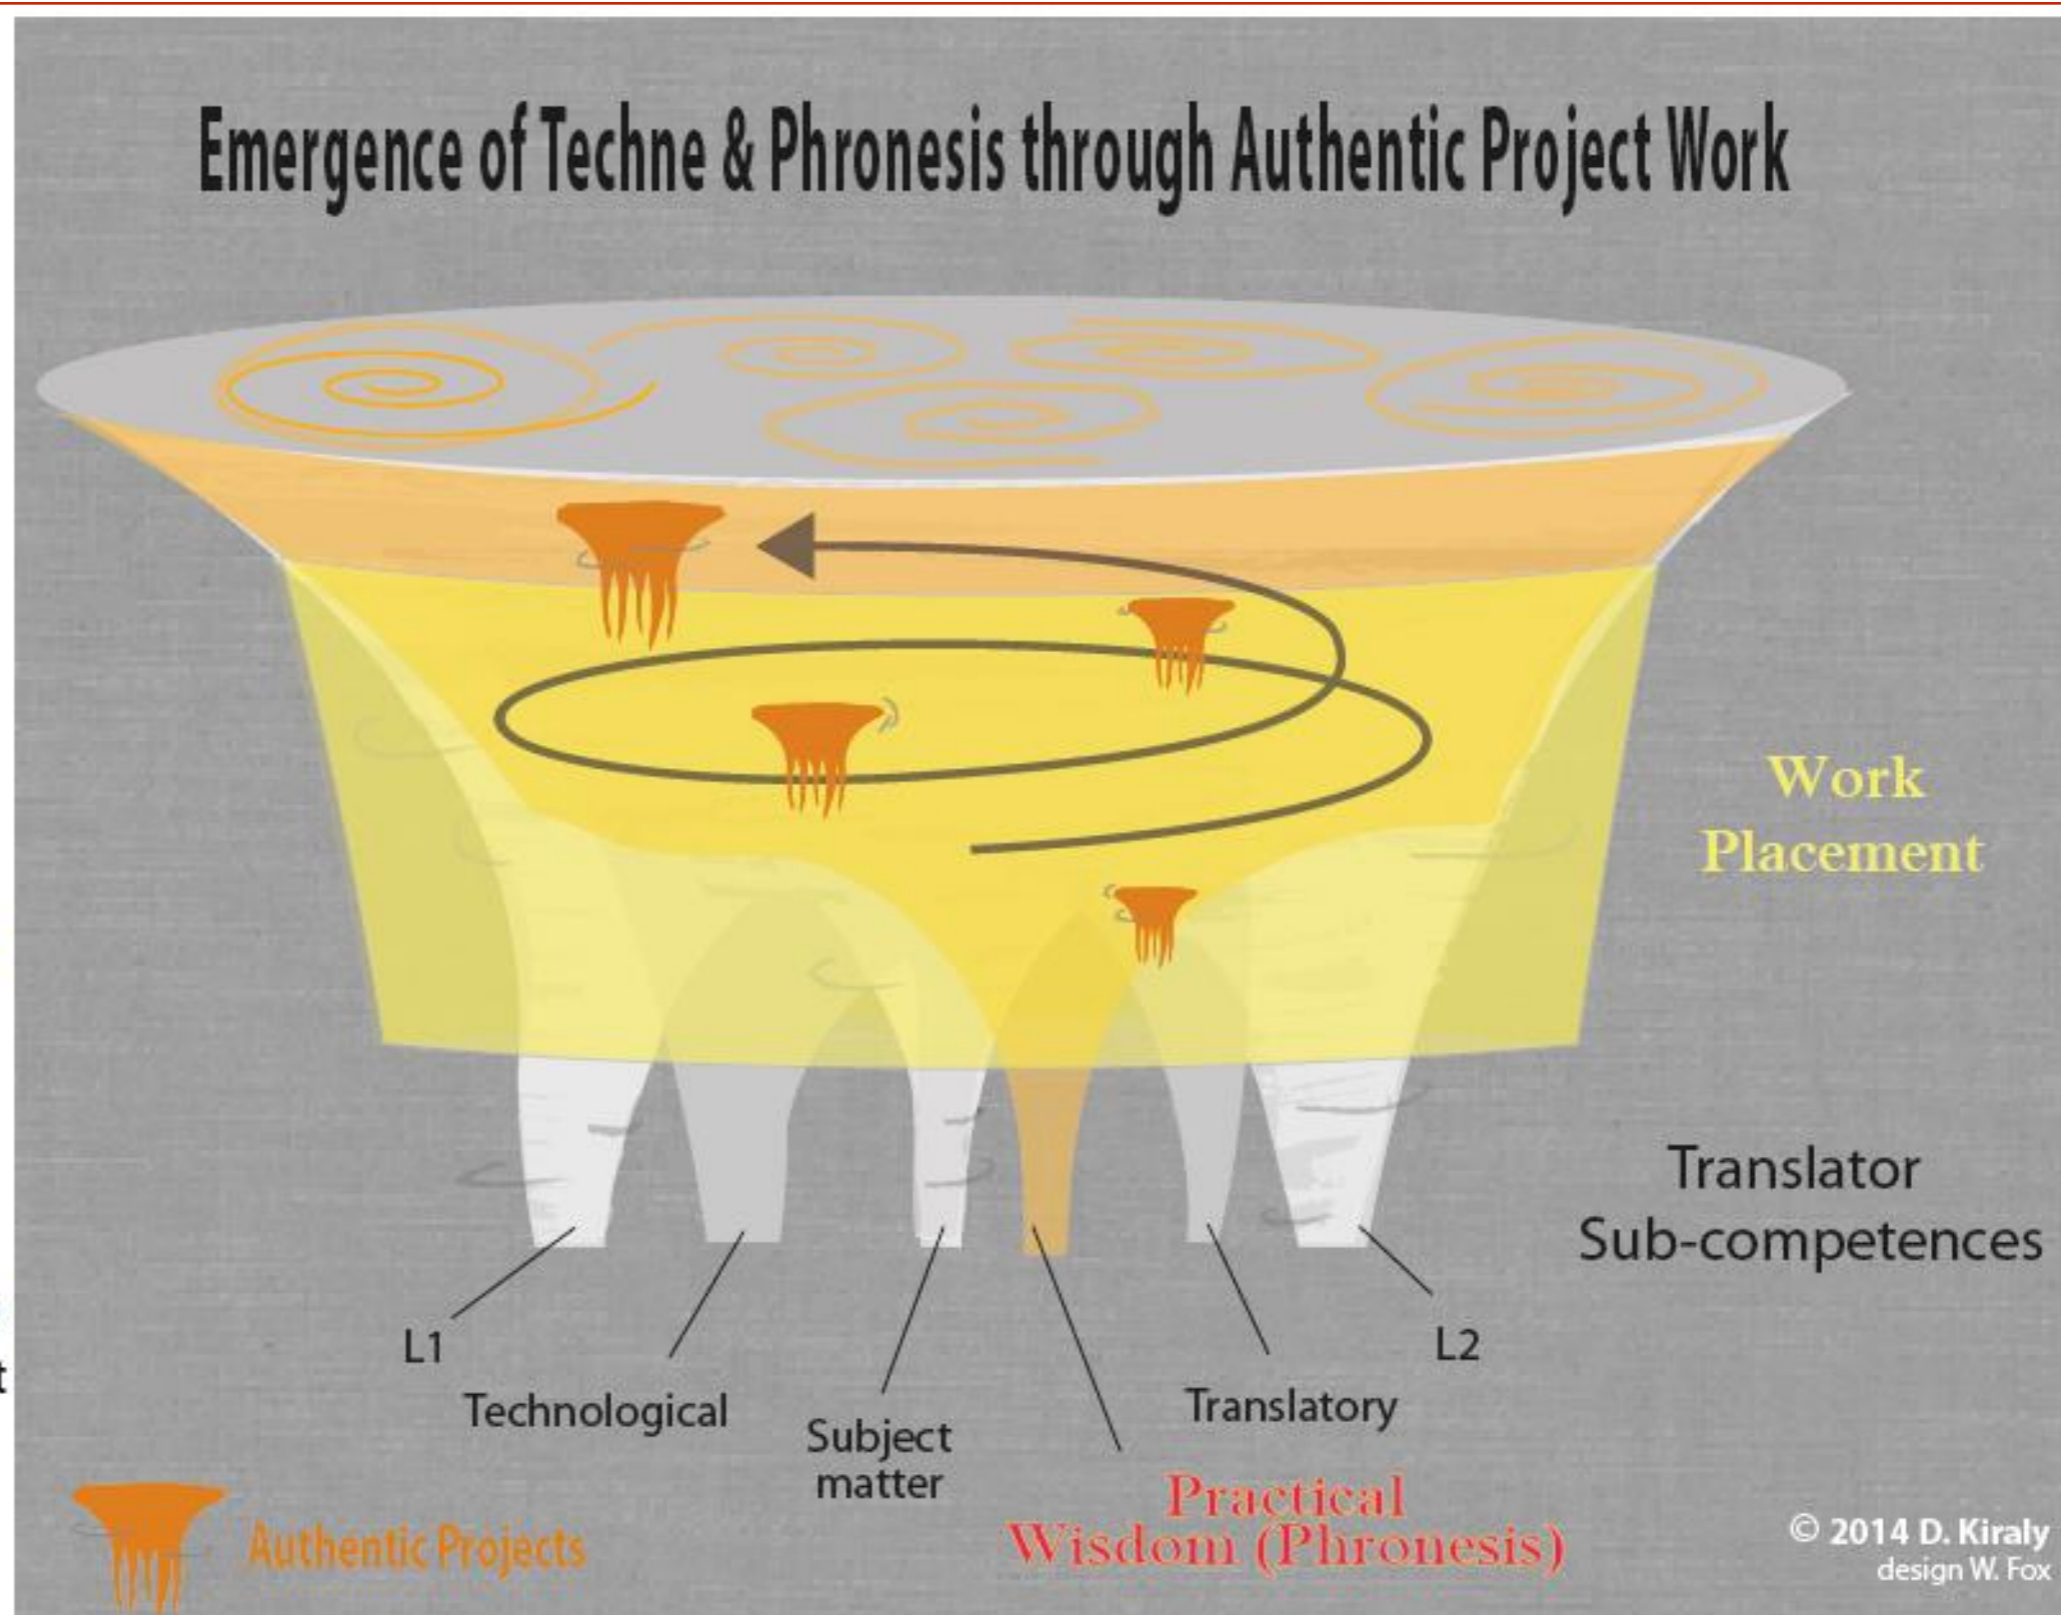 Emergence of Techne & Phronesis through Authentic Project Work
Work
Placement
Translator
Sub-competences
L1
Technological
Subject
matter
Practical
Wisdom (Phronesis)
Translatory
L2
Authentic Projects
© 2014 D. Kiraly
design W. Fox